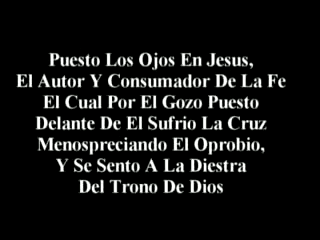 Puesto Los Ojos En Jesus,
El Autor Y Consumador De La Fe
El Cual Por El Gozo Puesto
Delante De El Sufrio La Cruz
Menospreciando El Oprobio,
Y Se Sento A La Diestra
Del Trono De Dios